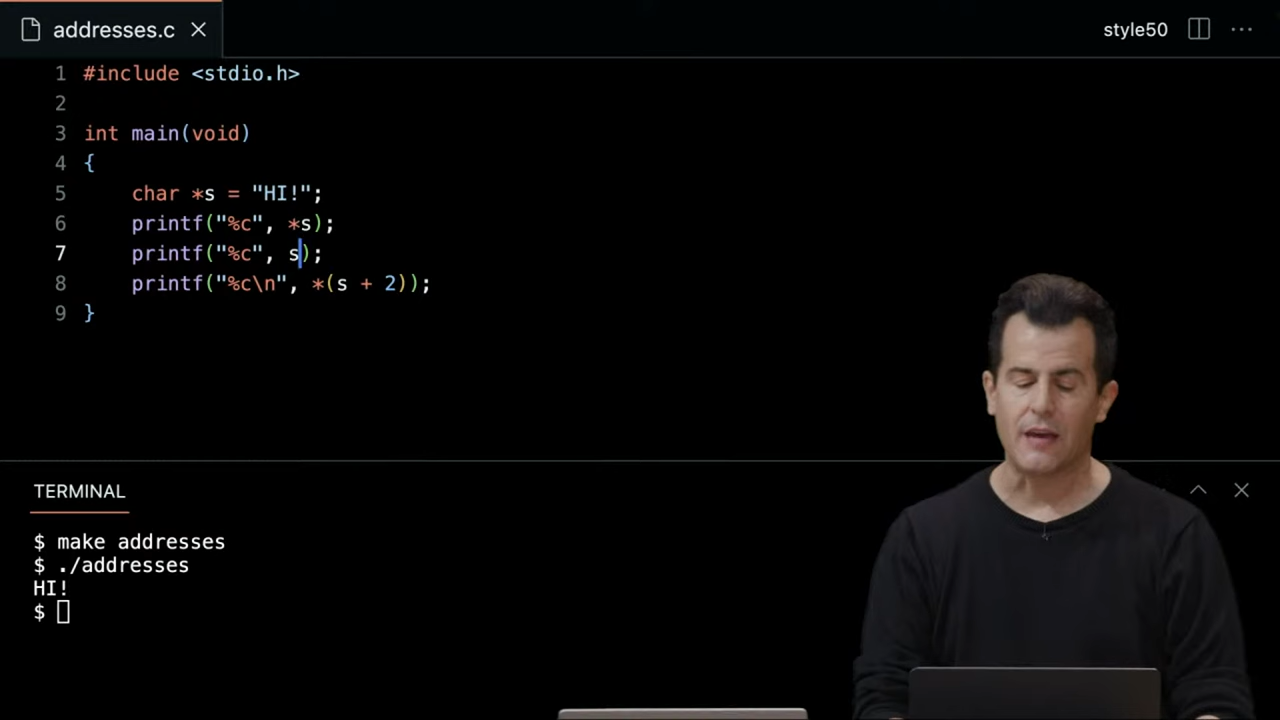 addresses.c
style50
1 #include <stdio.h>
2
3 int main(void)
4 {
5     char *s = "HI!";
6     printf("%c", *s);
7     printf("%c", s);
8     printf("%c\n", *(s + 2));
9 }
TERMINAL
$ make addresses
$ ./addresses
HI!
$